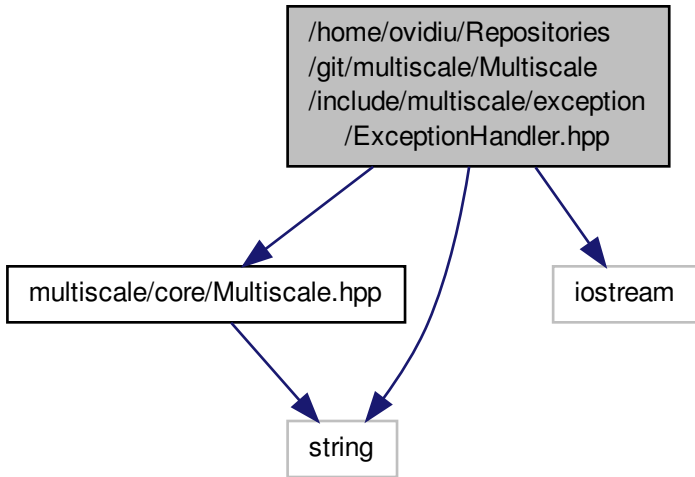 /home/ovidiu/Repositories
/git/multiscale/Multiscale
/include/multiscale/exception
/ExceptionHandler.hpp
multiscale/core/Multiscale.hpp
iostream
string